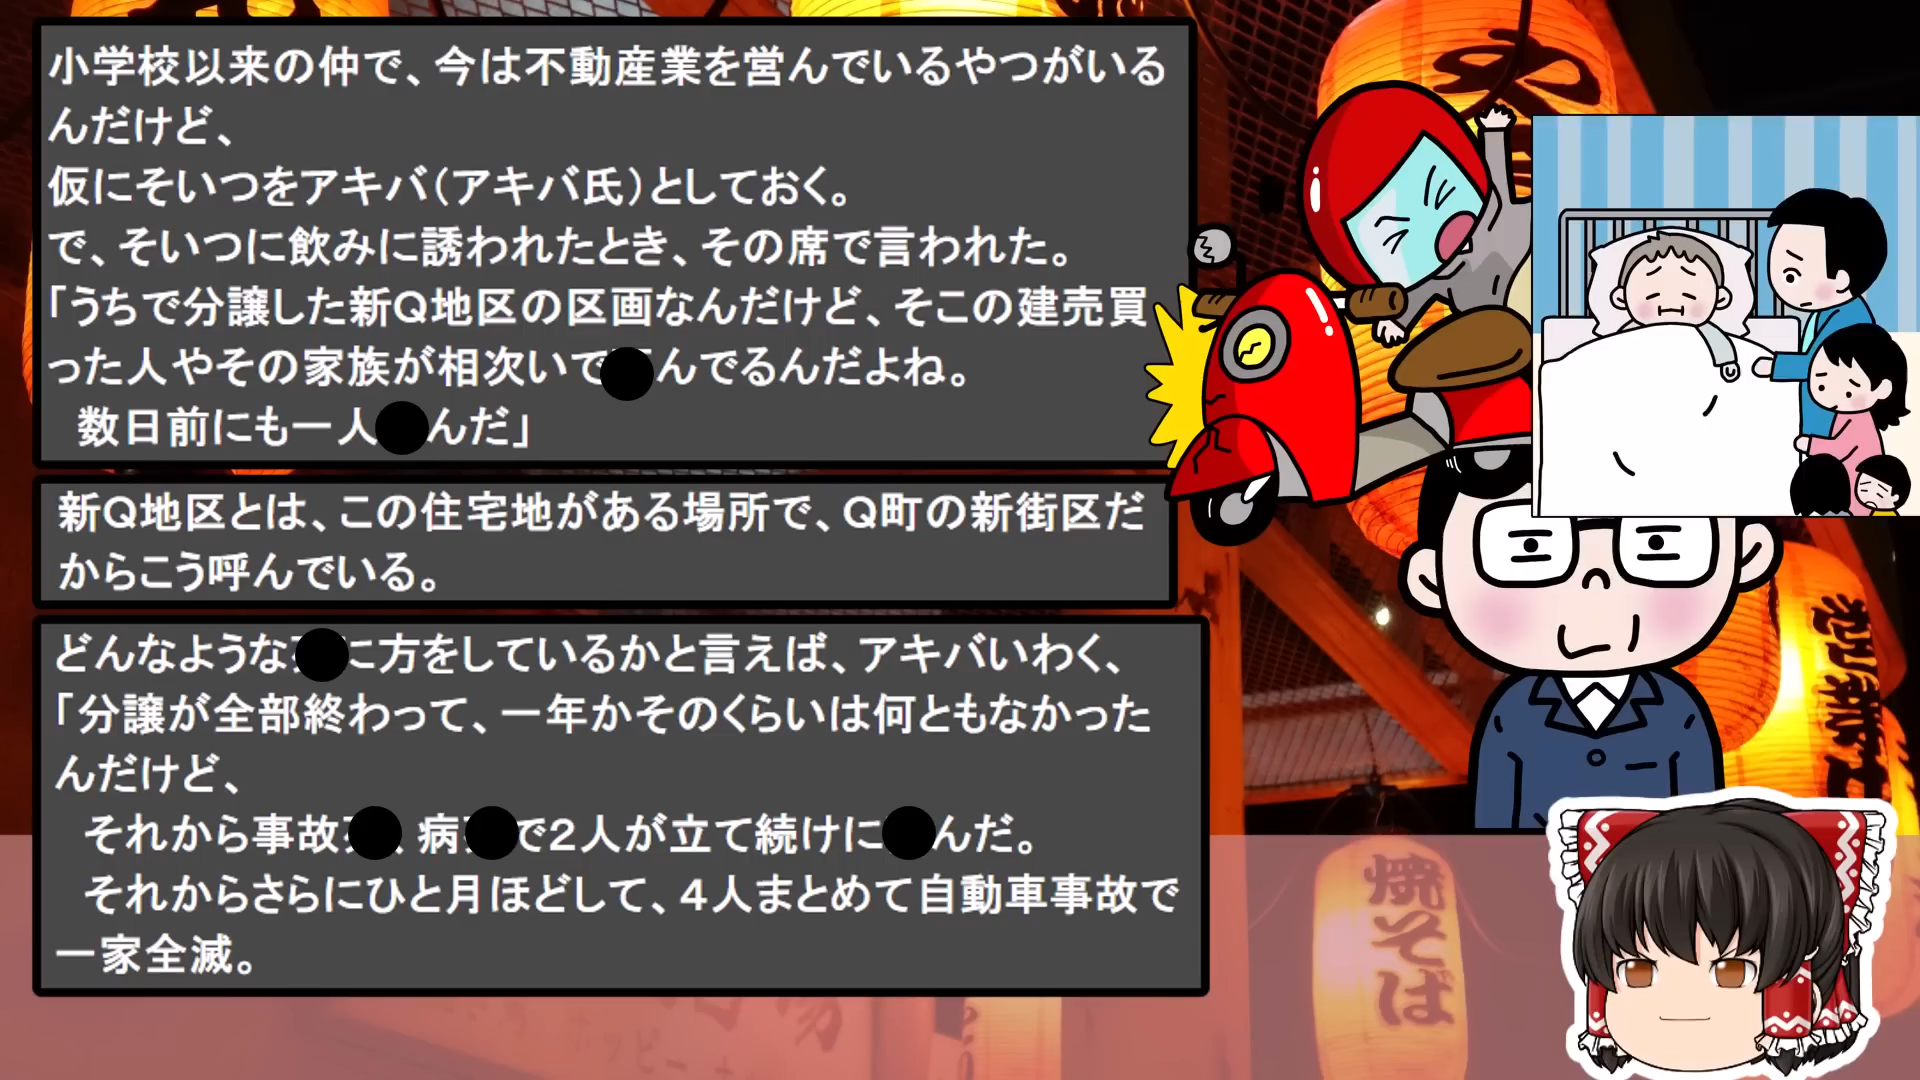 小学校以来の仲で、今は不動産業を営んでいるやつがいる
んだけど、
仮にそいつをアキバ（アキバ氏）としておく。
で、そいつに飲みに誘われたとき、その席で言われた。
「うちで分譲した新Q地区の区画なんだけど、そこの建売買
った人やその家族が相次いで●んでるんだよね。
数日前にも一人●んだ」
新Q地区とは、この住宅地がある場所で、Q町の新街区だ
からこう呼んでいる。
どんなような●に方をしているかと言えば、アキバいわく、
「分譲が全部終わって、一年かそのくらいは何ともなかった
んだけど、
それから事故●、病●で2人が立て続けに●んだ。
それからさらにひと月ほどして、4人まとめて自動車事故で
一家全滅。
焼そば